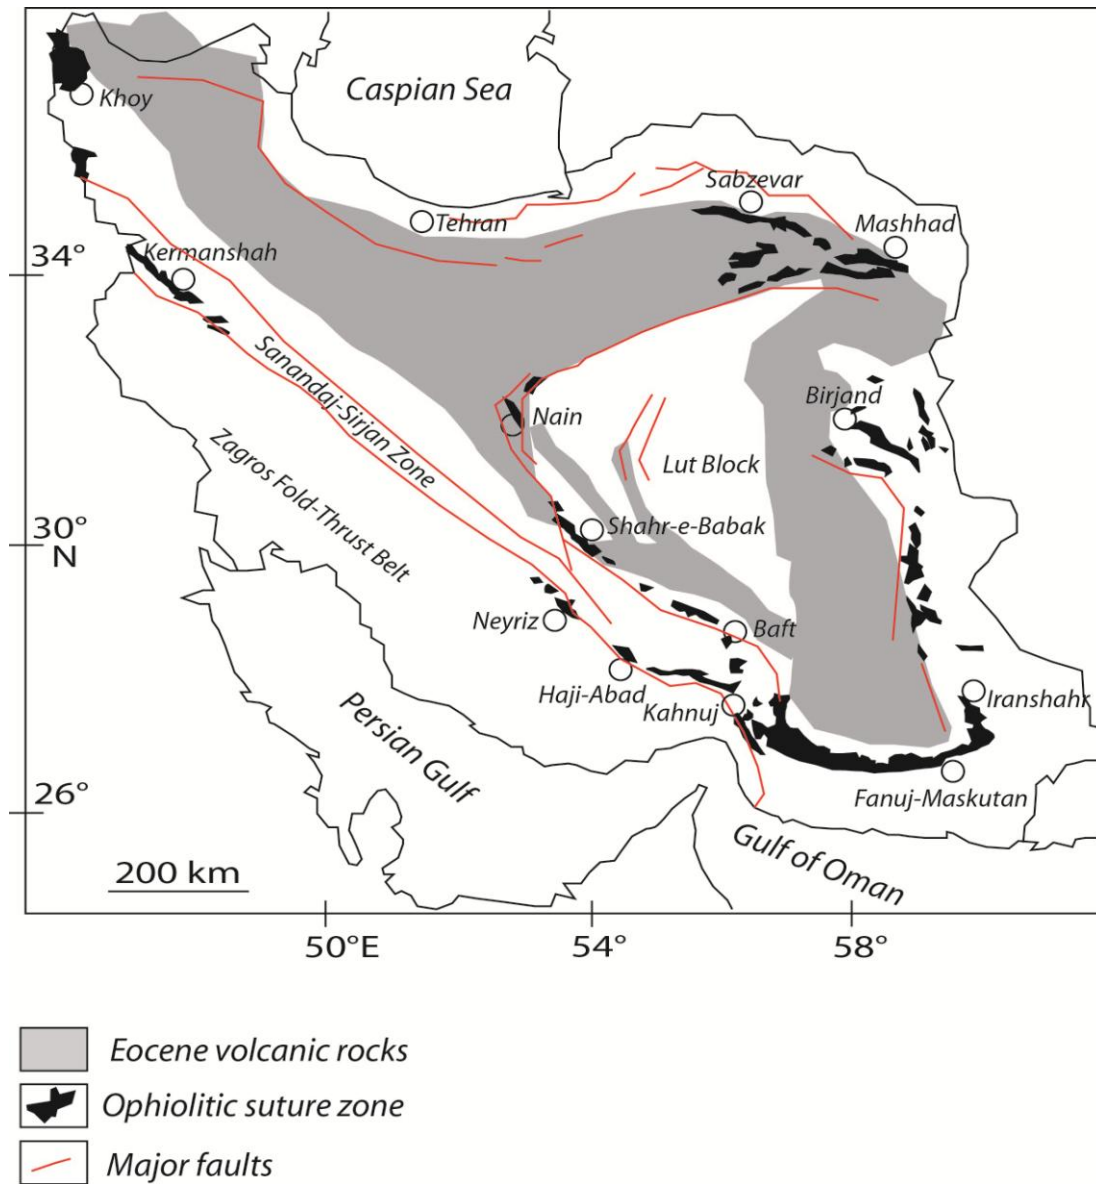 Caspian Sea
Khoy
Sabzevar
Tehran
Mashhad
34°
Kermanshah
Sanandaj-Sirjan Zone
Nain
Birjand
Zagros Fold-Thrust Belt
Lut Block
30°
N
Shahr-e-Babak
Neyriz
Baft
Haji-Abad
Iranshahr
Kahnuj
Persian Gulf
26°
Fanuj-Maskutan
Gulf of Oman
200 km
50°E
54°
58°
Eocene volcanic rocks
Ophiolitic suture zone
Major faults